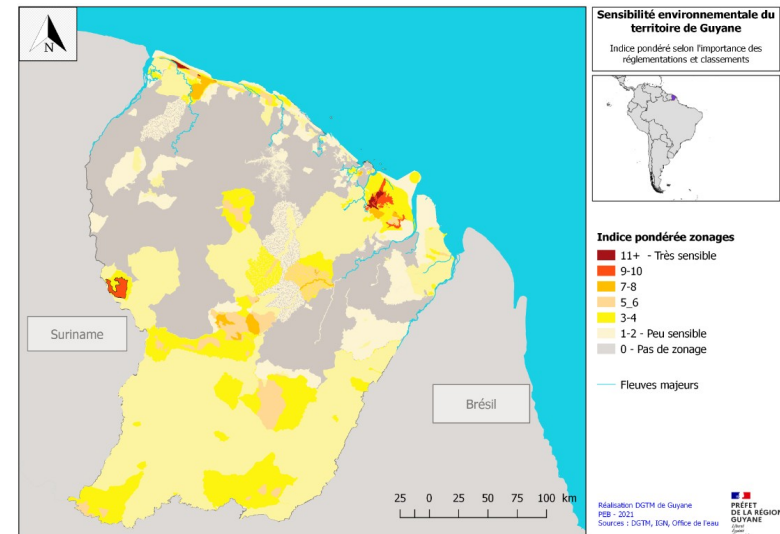 N
Sensibilité environnementale du
territoire de Guyane
Indice pondéré selon l'importance des
réglementations et classements
Indice pondérée zonages
11+ - Très sensible
9-10
7-8
5_6
3-4
1-2 - Peu sensible
0 - Pas de zonage
Fleuves majeurs
Suriname
Brésil
25 0 25 50 75 100 km
Réalisation DGTM de Guyane
PEB - 2021
Sources : DGTM, IGN, Office de l'eau
PRÉFET
DE LA RÉGION
GUYANE